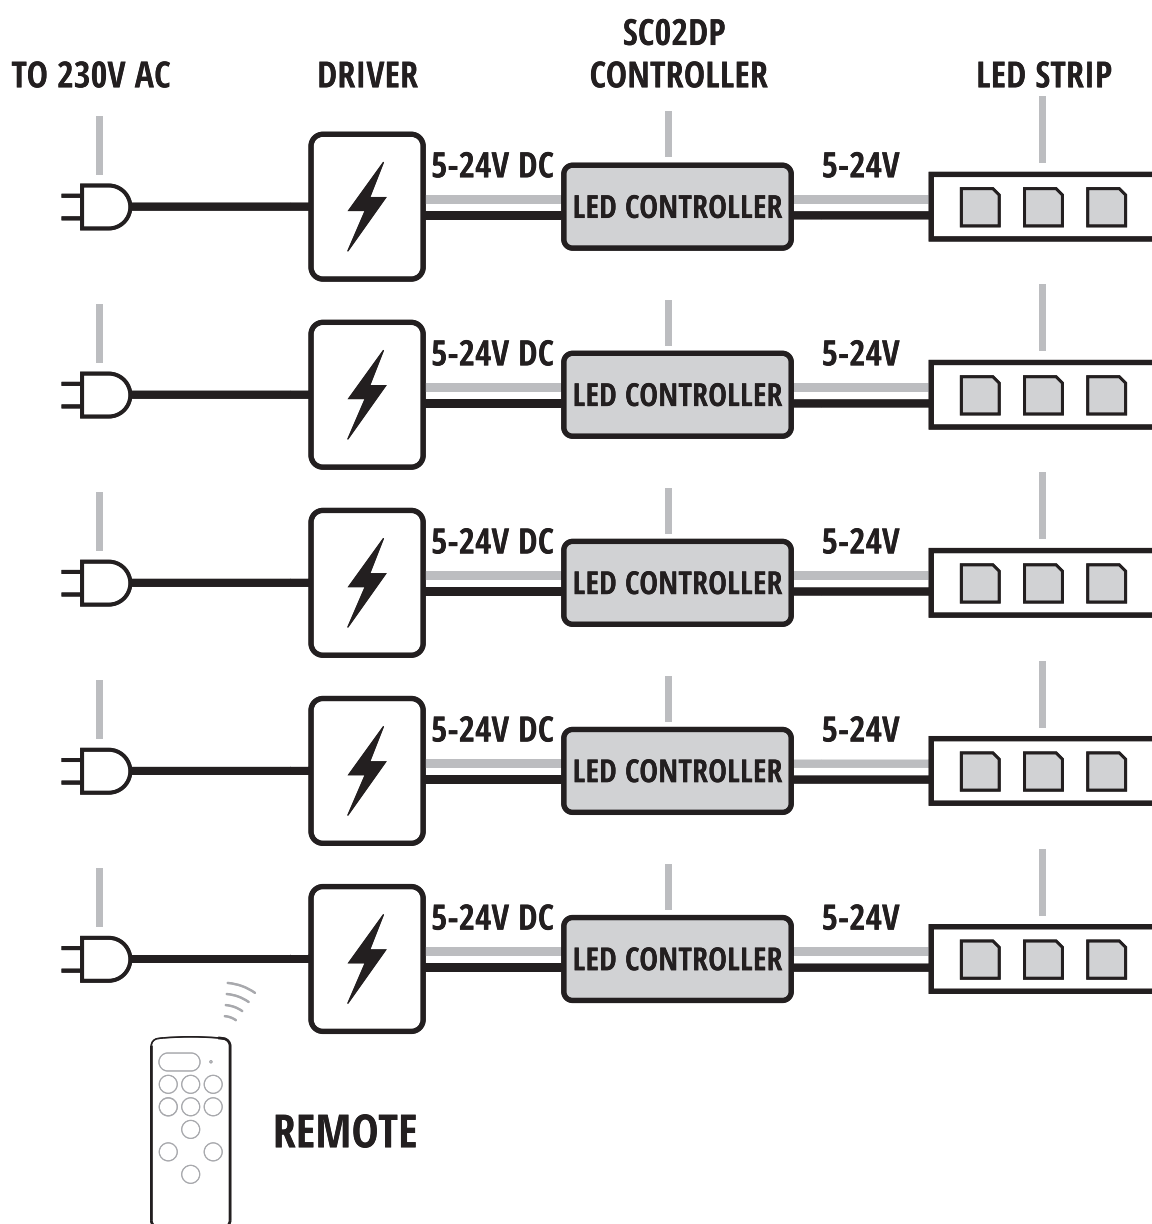 SC02DP
TO 230V AC DRIVER CONTROLLER LED STRIP
5-24V DC 5-24V
LED CONTROLLER
5-24V DC 5-24V
LED CONTROLLER
5-24V DC 5-24V
LED CONTROLLER
5-24V DC 5-24V
LED CONTROLLER
5-24V DC 5-24V
LED CONTROLLER
REMOTE